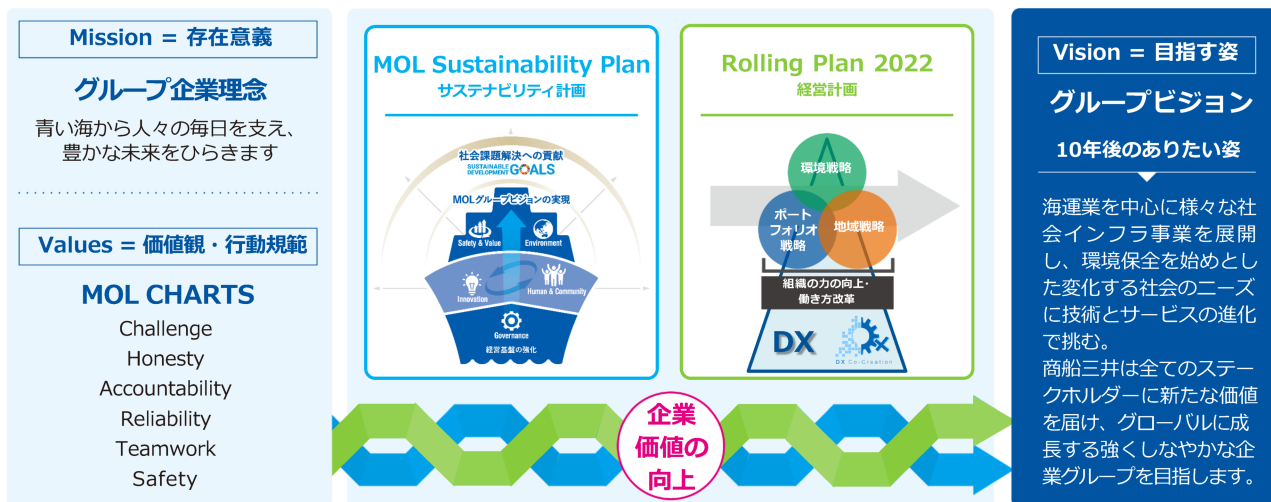 Mission = 存在意義
グループ企業理念
青い海から人々の毎日を支え、
豊かな未来をひらきます
Values = 価値観・行動規範
MOL CHARTS
Challenge
Honesty
Accountability
Reliability
Teamwork
Safety
MOL Sustainability Plan
サステナビリティ計画
社会課題解決への貢献
SUSTAINABLE
DEVELOPMENT
GOALS
MOLグループビジョンの実現
Safety & Value
Environment
Innovation
Human & Community
Governance
経営基盤の強化
Rolling Plan 2022
経営計画
環境戦略
ポート
フォリオ
戦略
地域戦略
組織の力の向上・
働き方改革
DX
DX Co-Creation
企業
価値の
向上
Vision = 目指す姿
グループビジョン
10年後のありたい姿
海運業を中心に様々な社
会インフラ事業を展開
し、環境保全を始めとし
た変化する社会のニーズ
に技術とサービスの進化
で挑む。
商船三井は全てのステー
クホルダーに新たな価値
を届け、グローバルに成
長する強くしなやかな企
業グループを目指します。